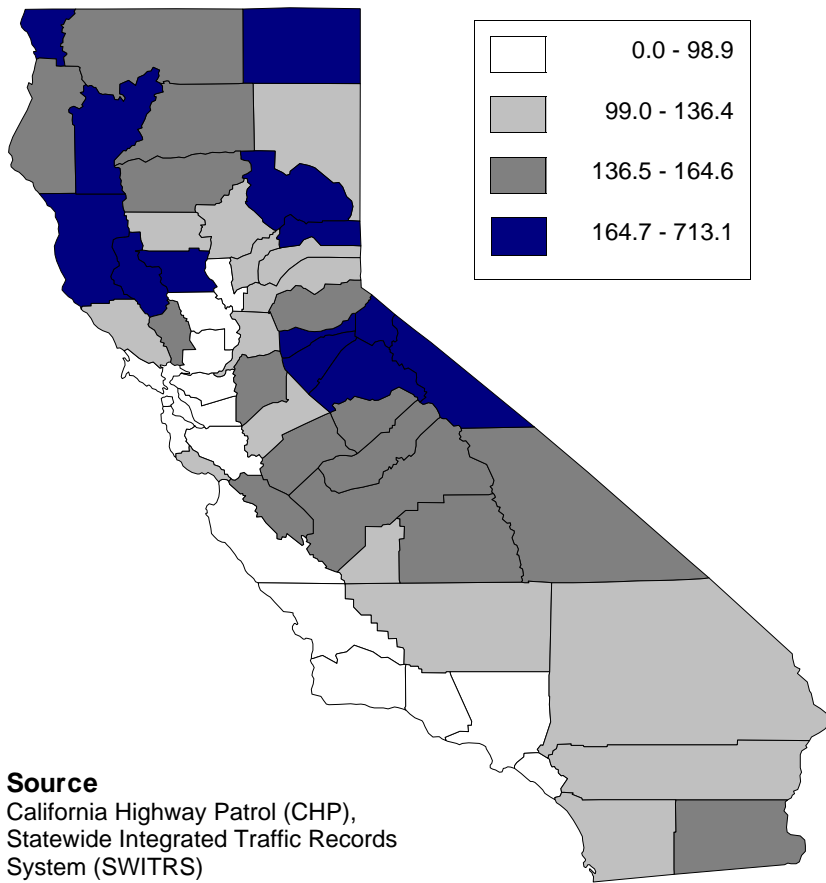 0.0 - 98.9
99.0 - 136.4
136.5 - 164.6
164.7 - 713.1
Source
California Highway Patrol (CHP),
Statewide Integrated Traffic Records
System (SWITRS)